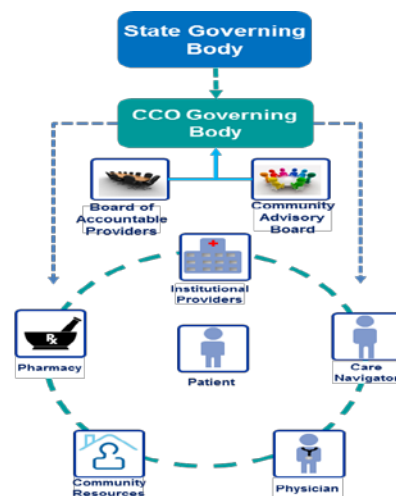 State Governing
Body
CCO Governing
Body
Board of
Accountable
Providers
Community
Advisory
Board
Institutional
Providers
Rx
Pharmacy
Patient
Care
Navigator
Community
Resources
Physician